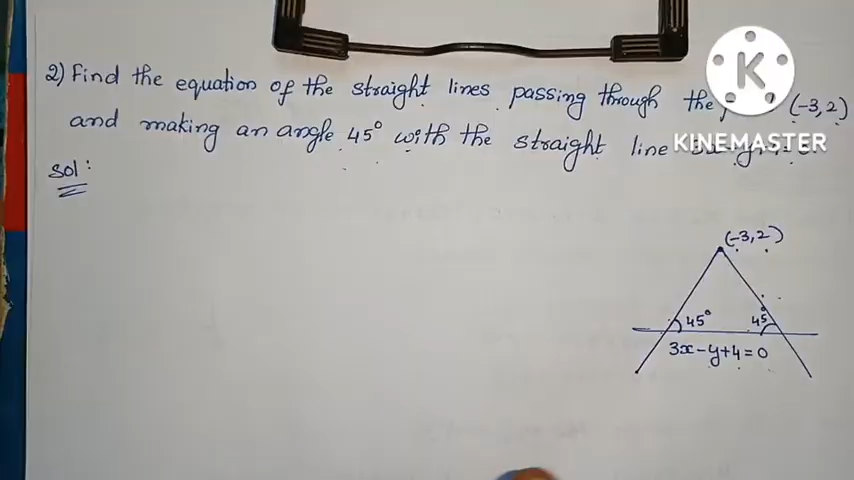 2) Find the equation of the straight lines passing through the (-3,2)
K
and making an angle 45° with the straight line
KINEMASTER
Sol:
(-3,2)
45° 45°
3x-y+4=0